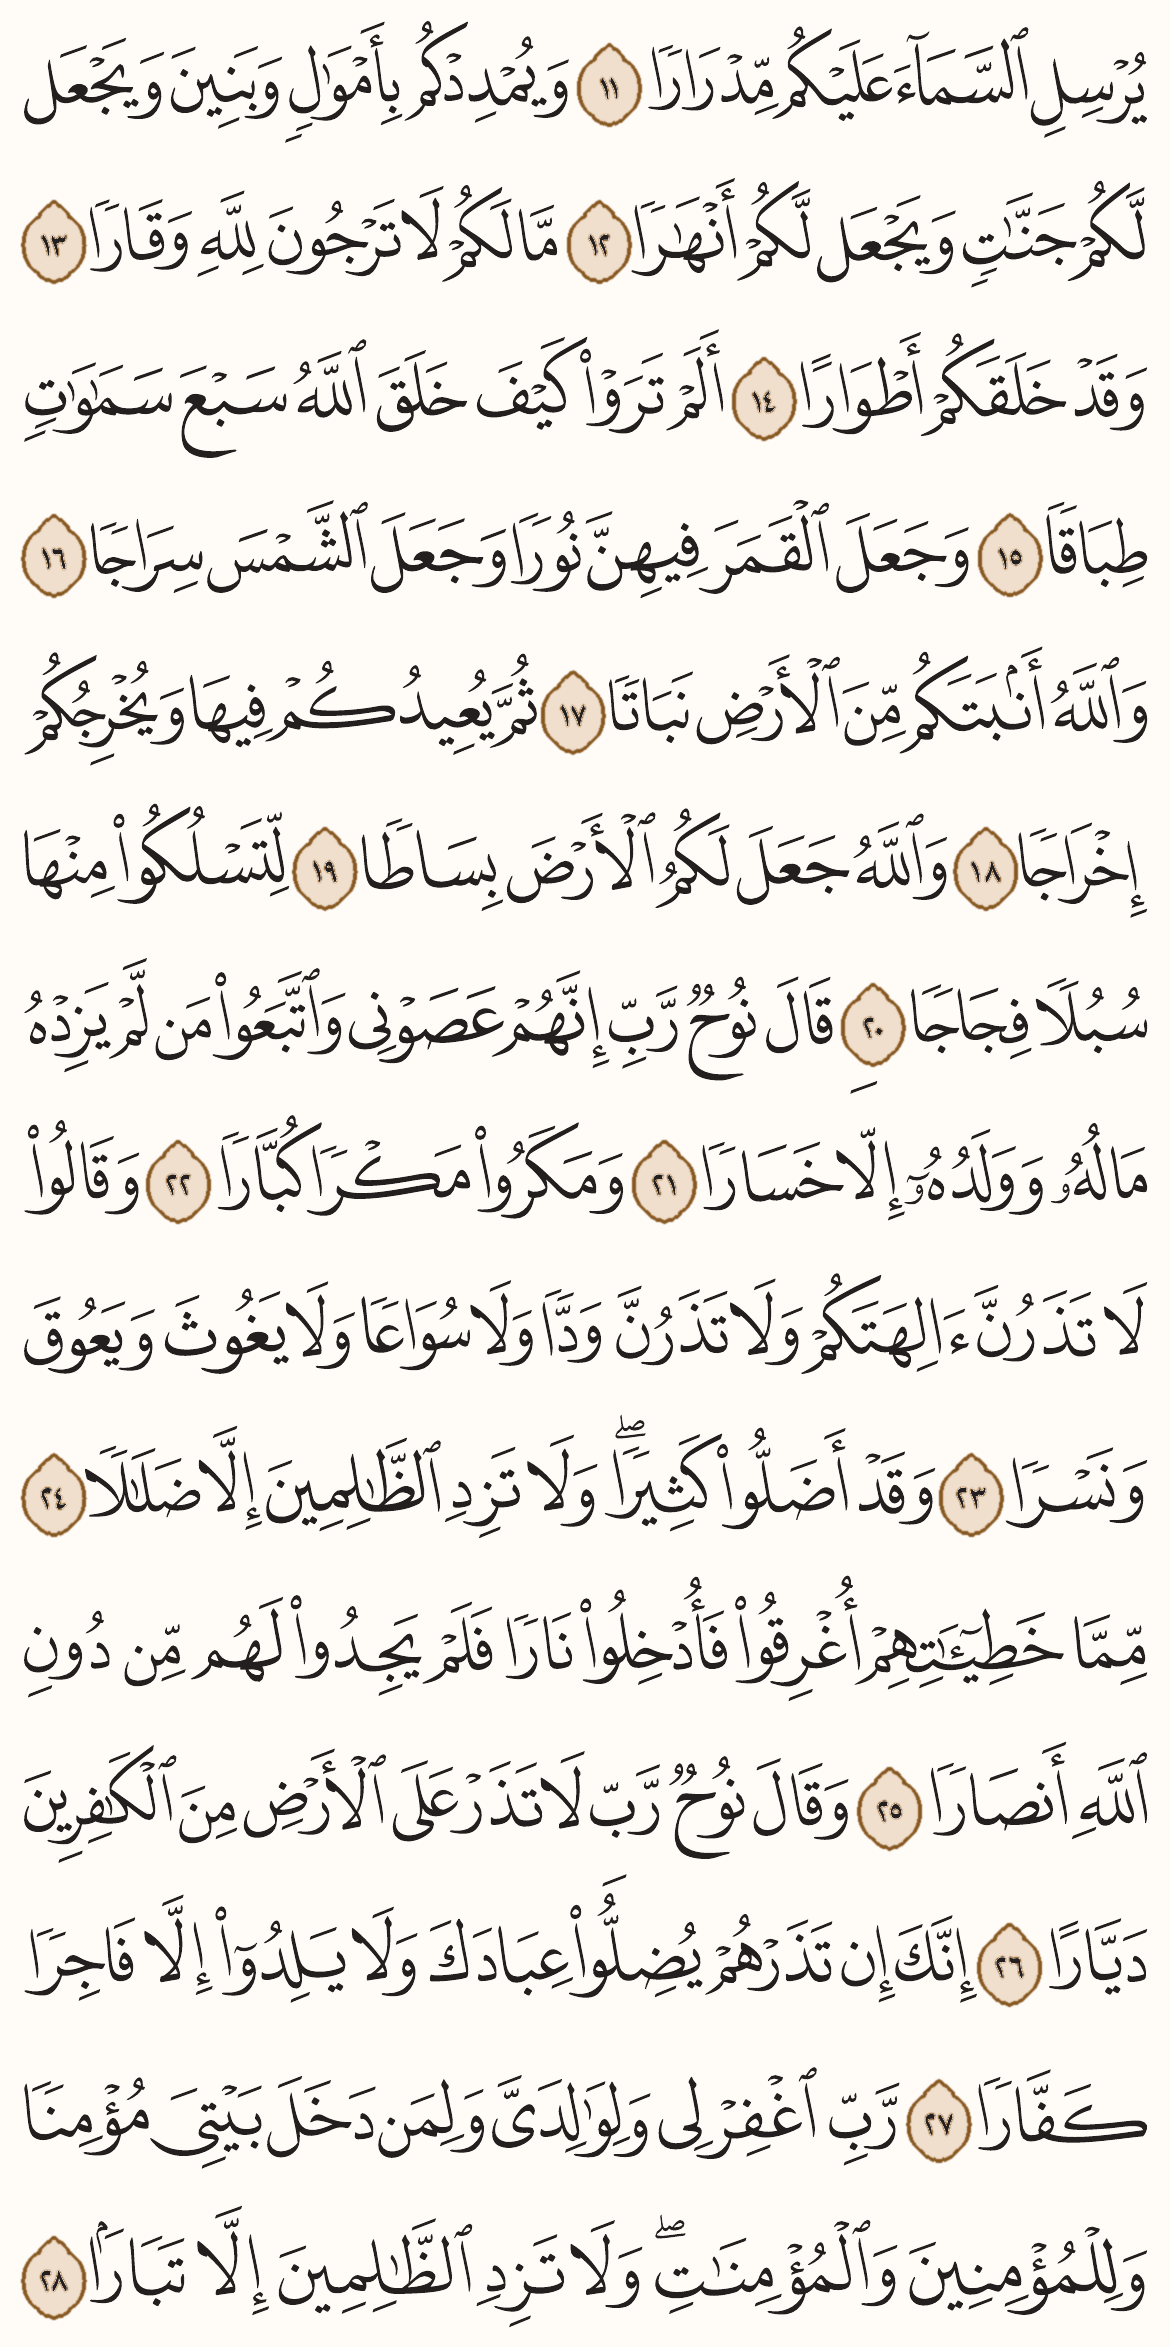 يُرۡسِلِ ٱلسَّمَآءَ عَلَيۡكُم مِّدۡرَارٗا ١١ وَيُمۡدِدۡكُم بِأَمۡوَٰلٖ وَبَنِينَ وَيَجۡعَل
لَّكُمۡ جَنَّٰتٖ وَيَجۡعَل لَّكُمۡ أَنۡهَٰرٗا ١٢ مَّا لَكُمۡ لَا تَرۡجُونَ لِلَّهِ وَقَارٗا ١٣
وَقَدۡ خَلَقَكُمۡ أَطۡوَارًا ١٤ أَلَمۡ تَرَوۡاْ كَيۡفَ خَلَقَ ٱللَّهُ سَبۡعَ سَمَٰوَٰتٖ
طِبَاقٗا ١٥ وَجَعَلَ ٱلۡقَمَرَ فِيهِنَّ نُورٗا وَجَعَلَ ٱلشَّمۡسَ سِرَاجٗا ١٦
وَٱللَّهُ أَنۢبَتَكُم مِّنَ ٱلۡأَرۡضِ نَبَاتٗا ١٧ ثُمَّ يُعِيدُكُمۡ فِيهَا وَيُخۡرِجُكُمۡ
إِخۡرَاجٗا ١٨ وَٱللَّهُ جَعَلَ لَكُمُ ٱلۡأَرۡضَ بِسَاطٗا ١٩ لِّتَسۡلُكُواْ مِنۡهَا
سُبُلٗا فِجَاجٗا ٢٠ قَالَ نُوحٞ رَّبِّ إِنَّهُمۡ عَصَوۡنِي وَٱتَّبَعُواْ مَن لَّمۡ يَزِدۡهُ
مَالُهُۥ وَوَلَدُهُۥٓ إِلَّا خَسَارٗا ٢١ وَمَكَرُواْ مَكۡرٗا كُبَّارٗا ٢٢ وَقَالُواْ
لَا تَذَرُنَّ ءَالِهَتَكُمۡ وَلَا تَذَرُنَّ وَدّٗا وَلَا سُوَاعٗا وَلَا يَغُوثَ وَيَعُوقَ
وَنَسۡرٗا ٢٣ وَقَدۡ أَضَلُّواْ كَثِيرٗاۖ وَلَا تَزِدِ ٱلظَّٰلِمِينَ إِلَّا ضَلَٰلٗا ٢٤
مِّمَّا خَطِيٓـَٰٔتِهِمۡ أُغۡرِقُواْ فَأُدۡخِلُواْ نَارٗا فَلَمۡ يَجِدُواْ لَهُم مِّن دُونِ
ٱللَّهِ أَنصَارٗا ٢٥ وَقَالَ نُوحٞ رَّبِّ لَا تَذَرۡ عَلَى ٱلۡأَرۡضِ مِنَ ٱلۡكَٰفِرِينَ
دَيَّارًا ٢٦ إِنَّكَ إِن تَذَرۡهُمۡ يُضِلُّواْ عِبَادَكَ وَلَا يَلِدُوٓاْ إِلَّا فَاجِرٗا
كَفَّارٗا ٢٧ رَّبِّ ٱغۡفِرۡ لِي وَلِوَٰلِدَيَّ وَلِمَن دَخَلَ بَيۡتِيَ مُؤۡمِنٗا
وَلِلۡمُؤۡمِنِينَ وَٱلۡمُؤۡمِنَٰتِۖ وَلَا تَزِدِ ٱلظَّٰلِمِينَ إِلَّا تَبَارَۢا ٢٨